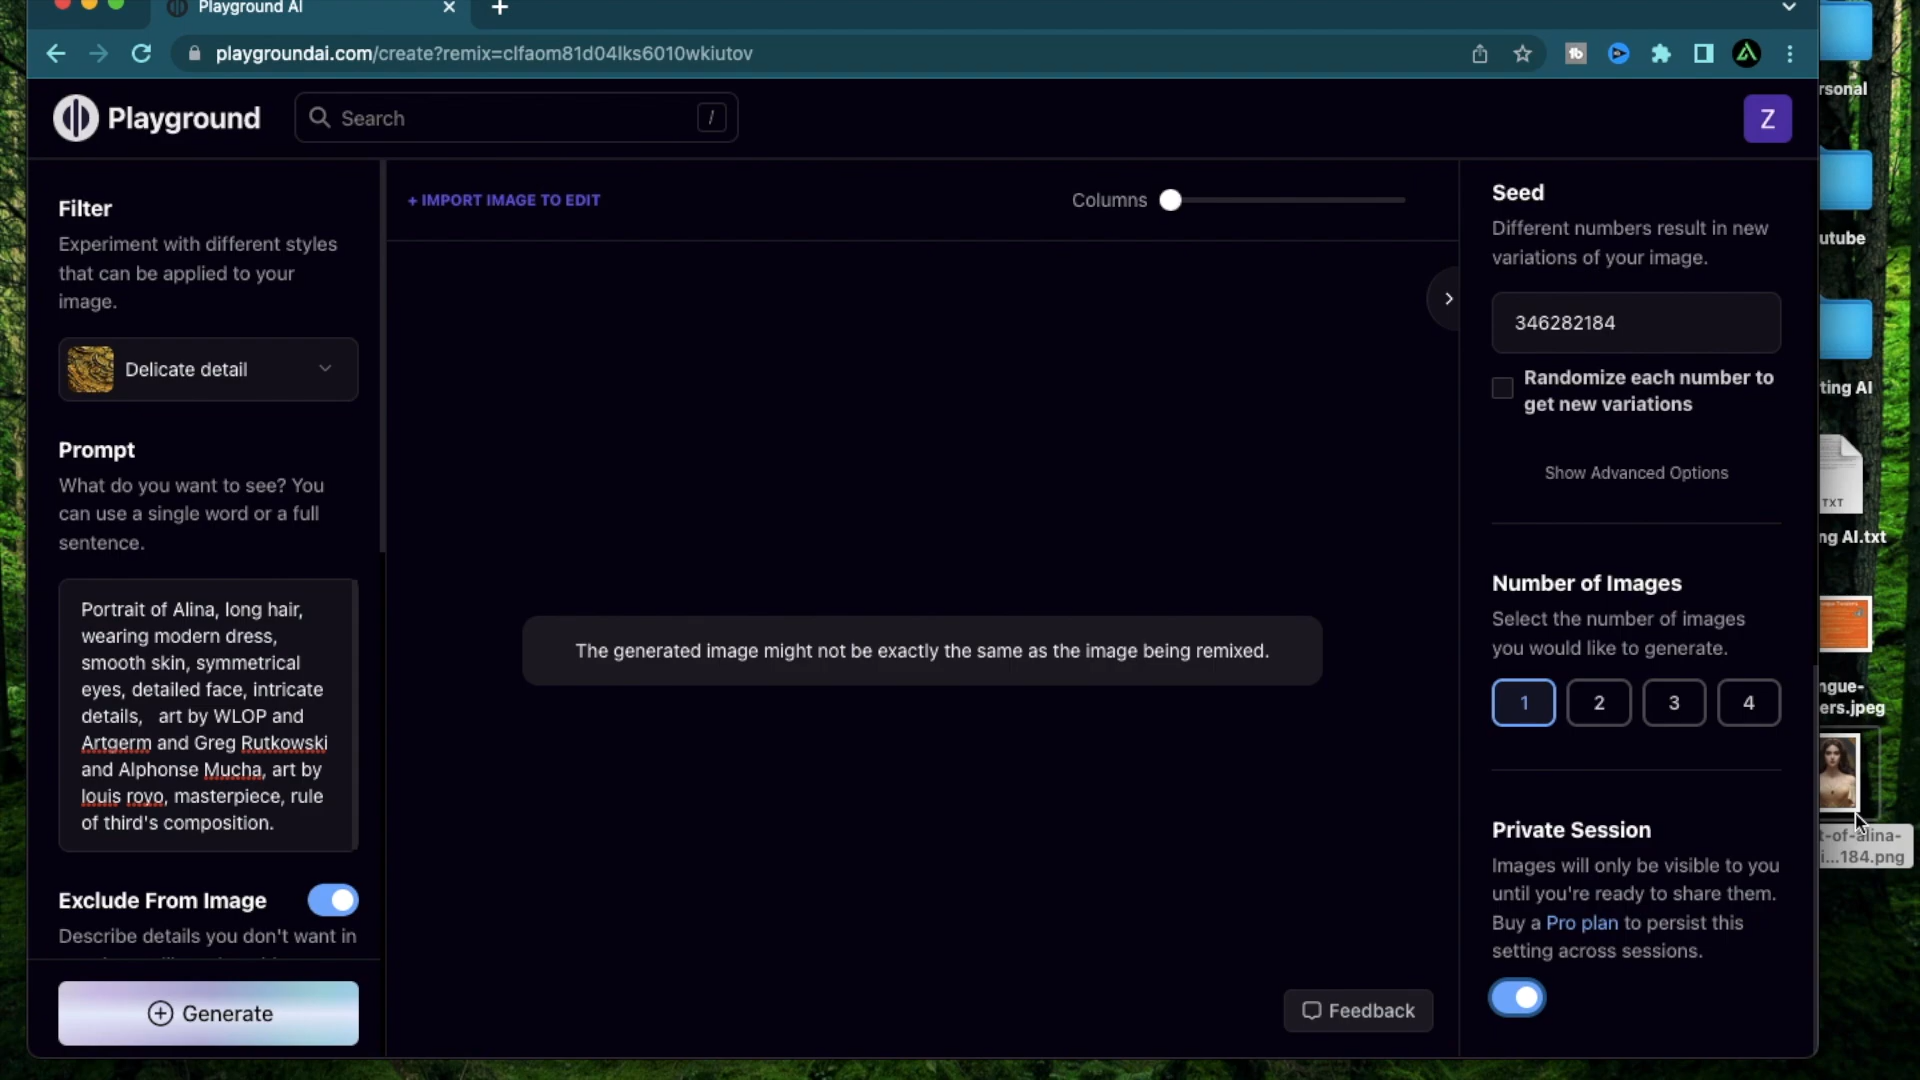 Playground AI
playgroundai.com/create?remix=clfaom81d04lks6010wkiutov
Playground
Search
/
Z
Filter
Experiment with different styles
that can be applied to your
image.
Delicate detail
Prompt
What do you want to see? You
can use a single word or a full
sentence.
Portrait of Alina, long hair,
wearing modern dress,
smooth skin, symmetrical
eyes, detailed face, intricate
details, art by WLOP and
Artgerm and Greg Rutkowski
and Alphonse Mucha, art by
louis royo, masterpiece, rule
of third's composition.
Exclude From Image
Describe details you don't want in
Generate
+ IMPORT IMAGE TO EDIT
Columns
The generated image might not be exactly the same as the image being remixed.
Feedback
Seed
Different numbers result in new
variations of your image.
346282184
Randomize each number to
get new variations
Show Advanced Options
Number of Images
Select the number of images
you would like to generate.
1 2 3 4
Private Session
Images will only be visible to you
until you're ready to share them.
Buy a Pro plan to persist this
setting across sessions.
rsonal
utube
ting AI
TXT
ng AI.txt
ngue-
ers.jpeg
t-of-alina-
i...184.png